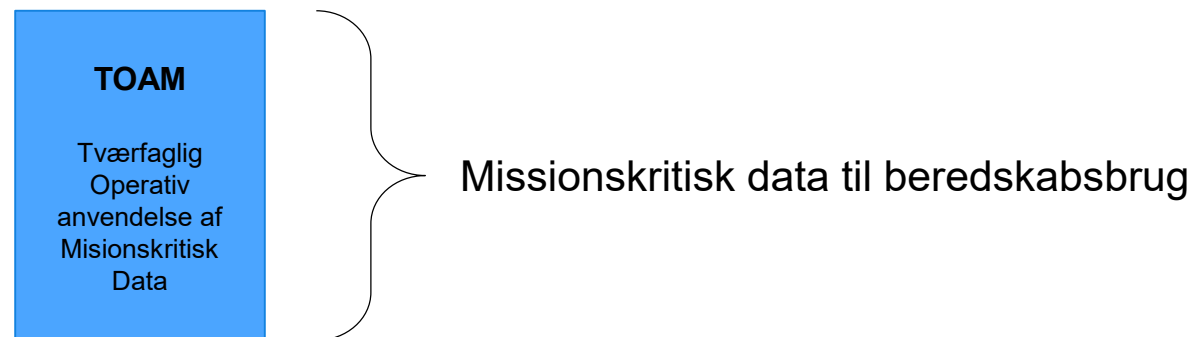 TOAM
Tværfaglig
Operativ
anvendelse af
Misionskritisk
Data
Missionskritisk data til beredskabsbrug